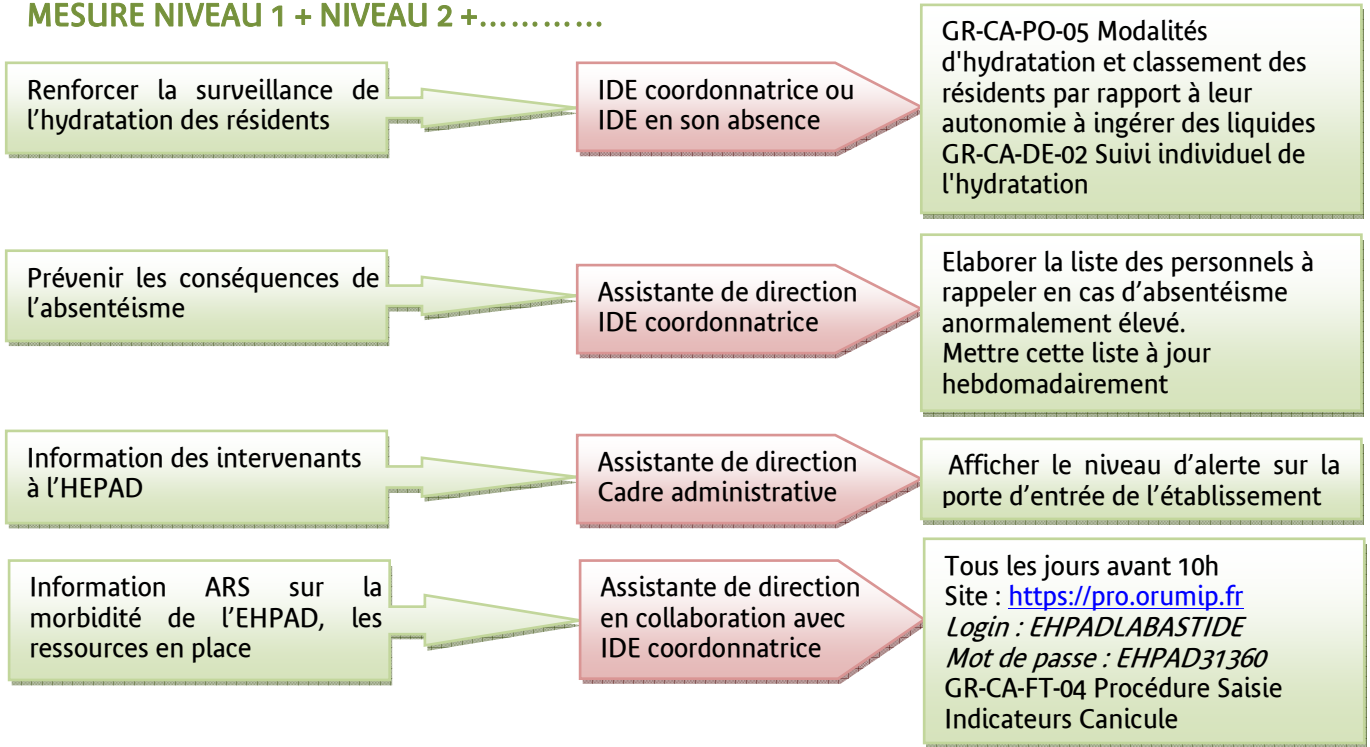 MESURE NIVEAU 1 + NIVEAU 2 +…………
Renforcer la surveillance de
l’hydratation des résidents
IDE coordonnatrice ou
IDE en son absence
GR-CA-PO-05 Modalités
d'hydratation et classement des
résidents par rapport à leur
autonomie à ingérer des liquides
GR-CA-DE-02 Suivi individuel de
l'hydratation
Prévenir les conséquences de
l’absentéisme
Assistante de direction
IDE coordonnatrice
Elaborer la liste des personnels à
rappeler en cas d’absentéisme
anormalement élevé.
Mettre cette liste à jour
hebdomadairement
Information des intervenants
à l’HEPAD
Assistante de direction
Cadre administrative
Afficher le niveau d’alerte sur la
porte d’entrée de l’établissement
Information ARS sur la
morbidité de l’EHPAD, les
ressources en place
Assistante de direction
en collaboration avec
IDE coordonnatrice
Tous les jours avant 10h
Site : https://pro.orumip.fr
Login : EHPADLABASTIDE
Mot de passe : EHPAD31360
GR-CA-FT-04 Procédure Saisie
Indicateurs Canicule